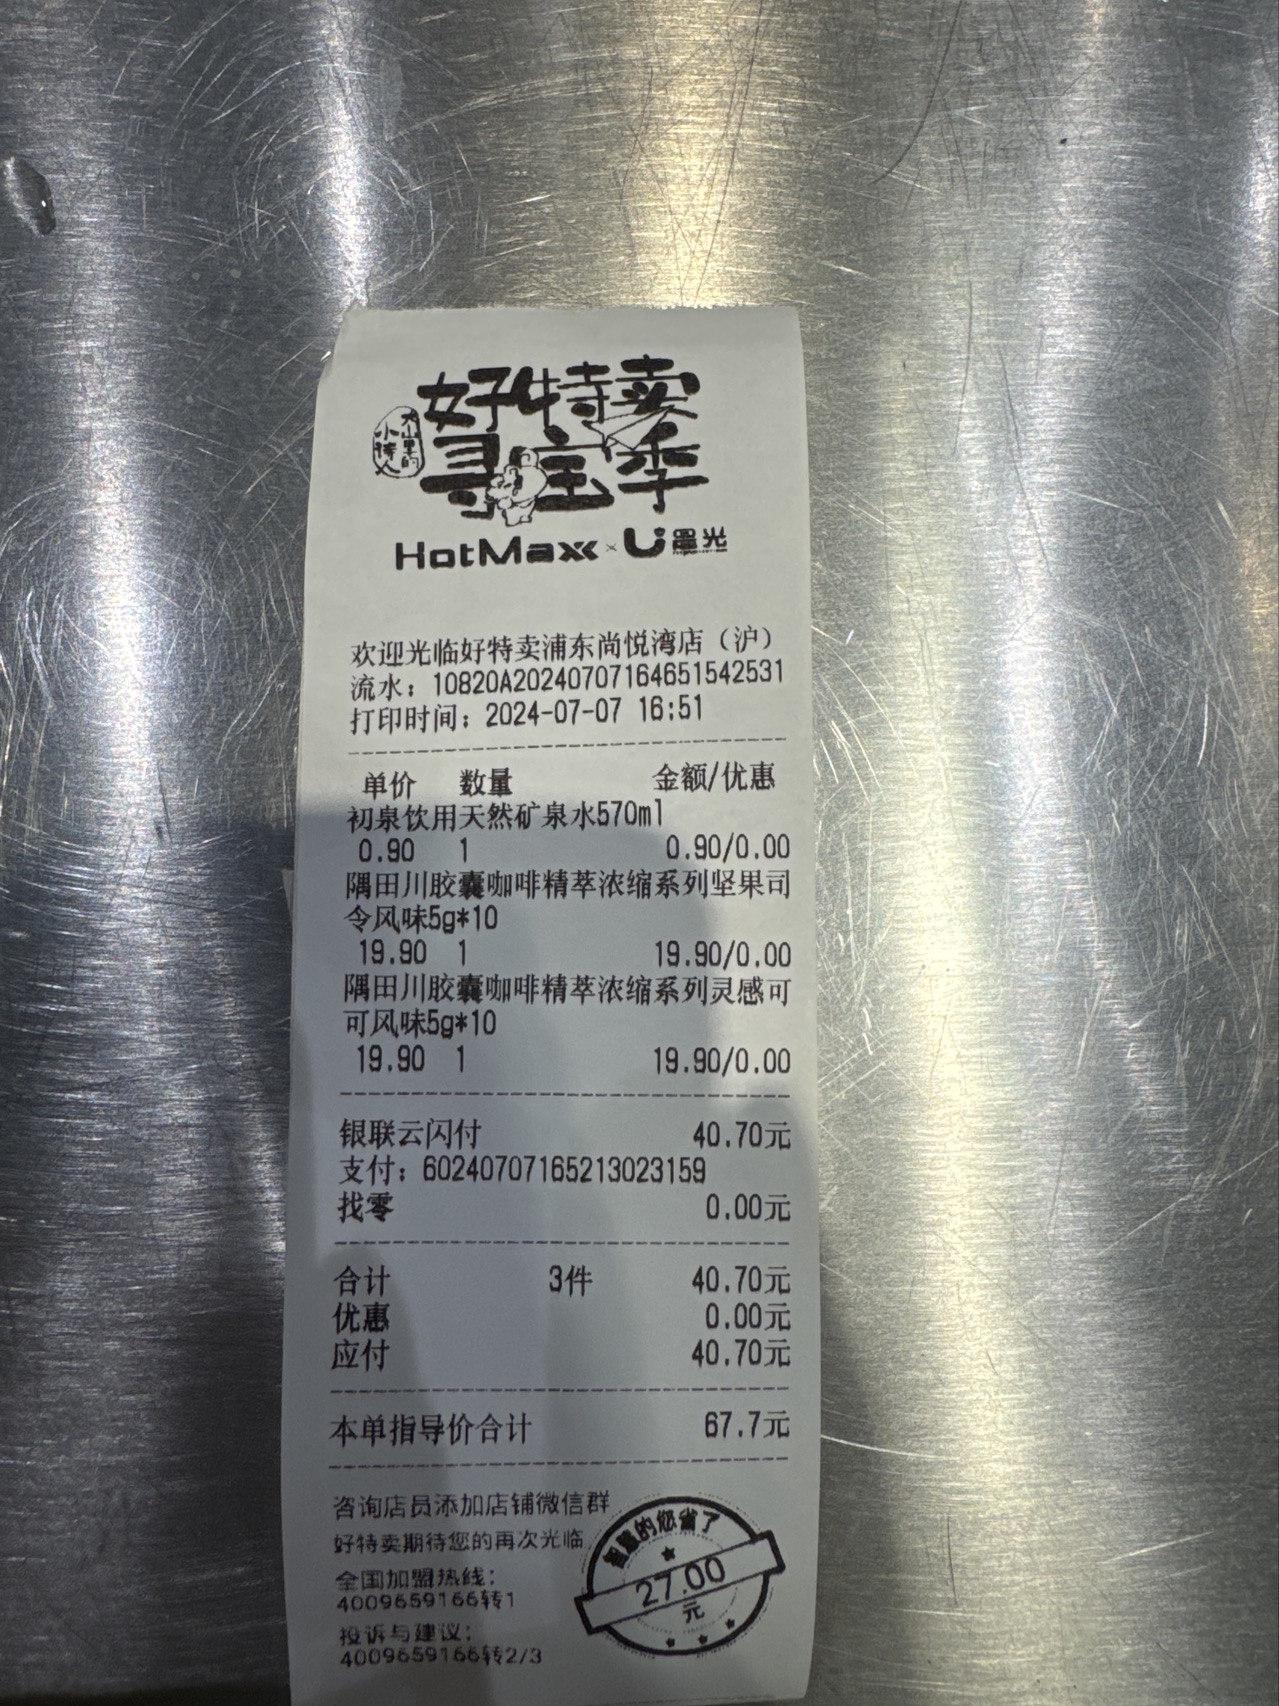 好特卖
大山里的
小诗人
寻宝季
HotMaxx × U 星光
欢迎光临好特卖浦东尚悦湾店（沪）
流水：10820A20240707164651542531
打印时间：2024-07-07 16:51
单价 数量 金额/优惠
初泉饮用天然矿泉水570ml
0.90 1 0.90/0.00
隅田川胶囊咖啡精萃浓缩系列坚果司
令风味5g*10
19.90 1 19.90/0.00
隅田川胶囊咖啡精萃浓缩系列灵感可
可风味5g*10
19.90 1 19.90/0.00
银联云闪付 40.70元
支付：60240707165213023159
找零 0.00元
合计 3件 40.70元
优惠 0.00元
应付 40.70元
本单指导价合计 67.7元
咨询店员添加店铺微信群
好特卖期待您的再次光临
全国加盟热线：
4009659166转1
投诉与建议：
4009659166转2/3
智慧的您省了
27.00
元